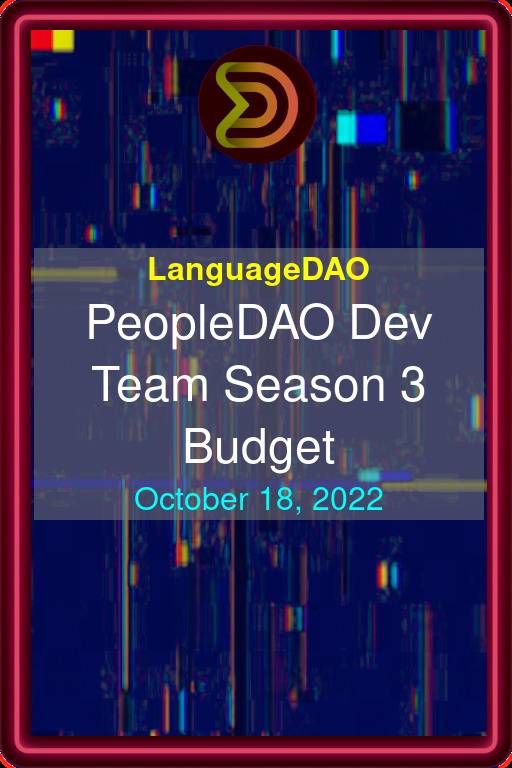 LanguageDAO
PeopleDAO Dev
Team Season 3
Budget
October 18, 2022